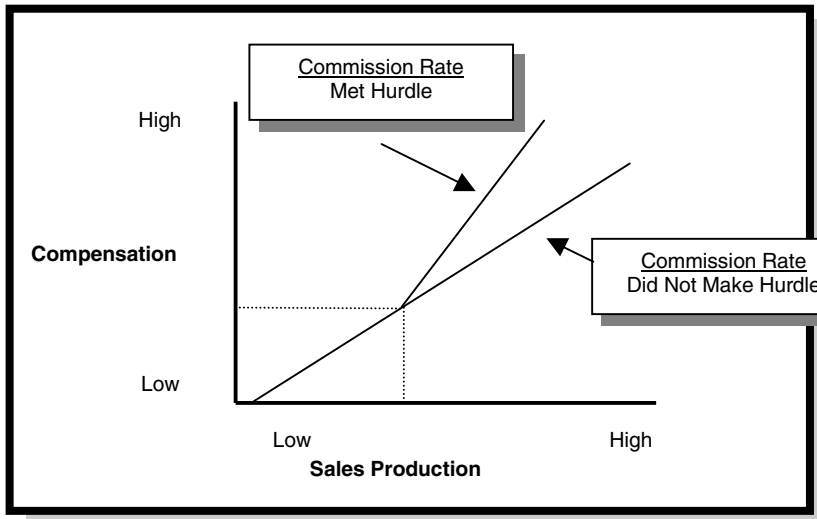 Commission Rate
Met Hurdle
High
Compensation
Commission Rate
Did Not Make Hurdle
Low
Low
High
Sales Production